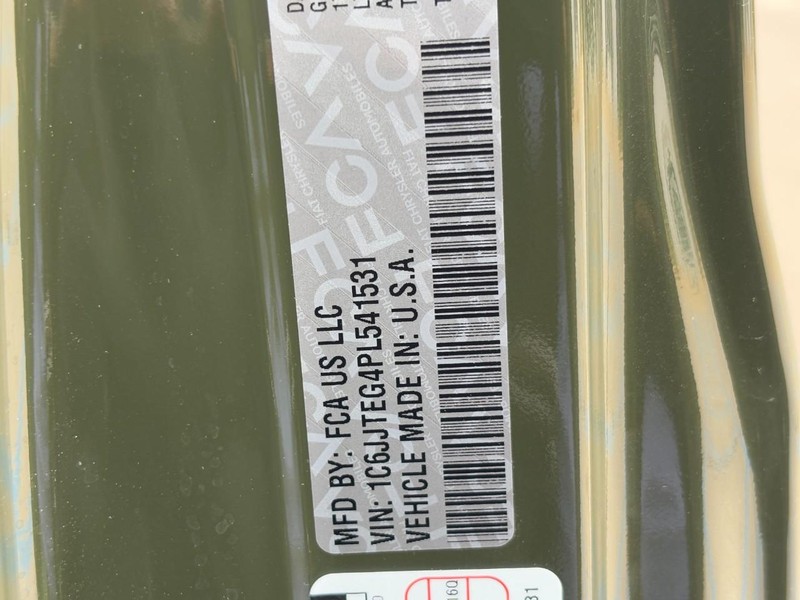 MFD BY: FCA US LLC
VIN: 1C6JJTEG4PL541531
VEHICLE MADE IN: U.S.A.